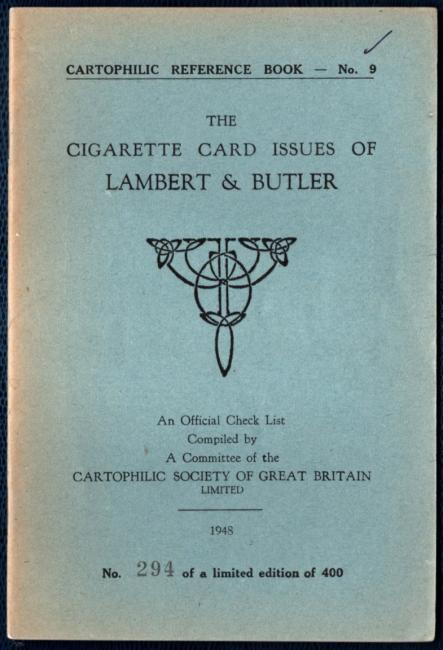 CARTOPHILIC REFERENCE BOOK — No. 9
THE
CIGARETTE CARD ISSUES OF
LAMBERT & BUTLER
An Official Check List
Compiled by
A Committee of the
CARTOPHILIC SOCIETY OF GREAT BRITAIN
LIMITED
1948
No. 294 of a limited edition of 400